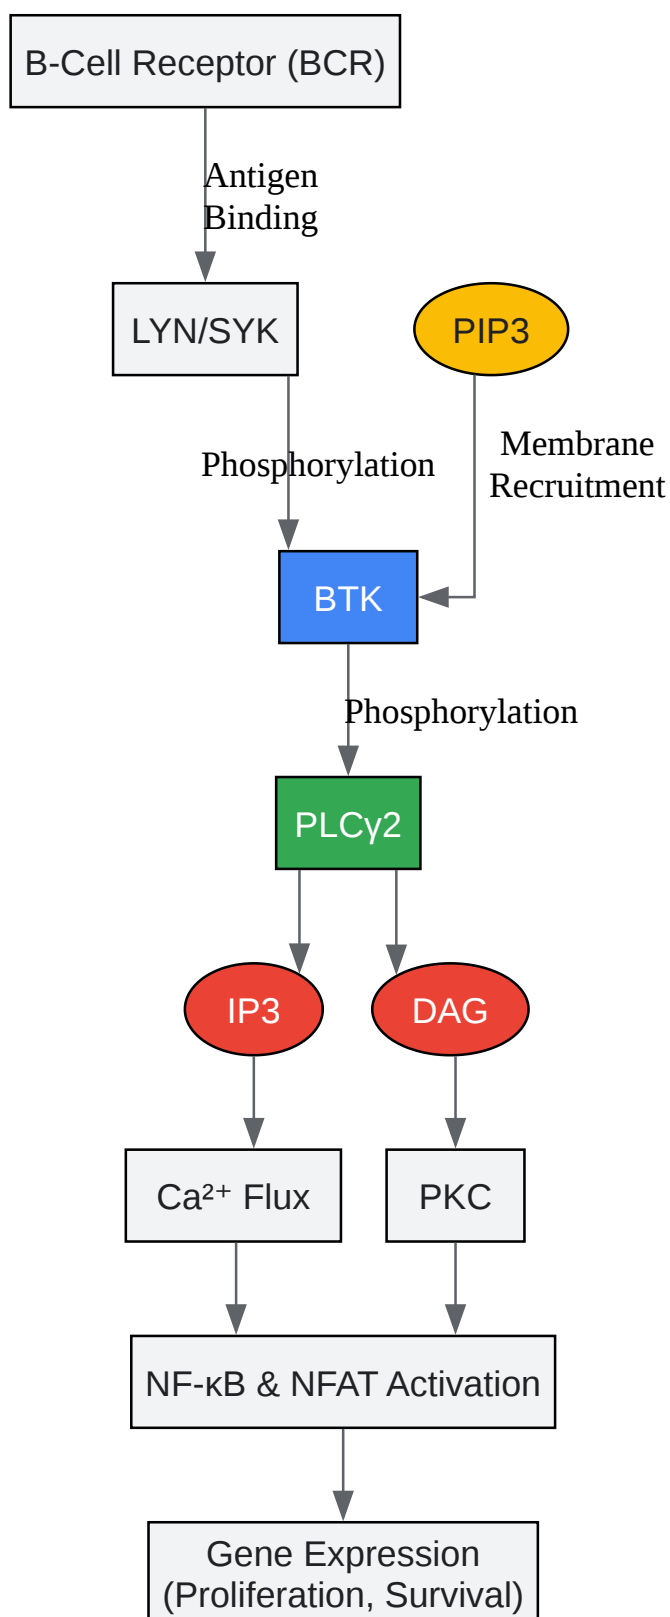 B-Cell Receptor (BCR)
Antigen
Binding
LYN/SYK
PIP3
Phosphorylation
Membrane
Recruitment
BTK
Phosphorylation
PLCγ2
IP3
DAG
Ca²⁺ Flux
PKC
NF-κB & NFAT Activation
Gene Expression
(Proliferation, Survival)